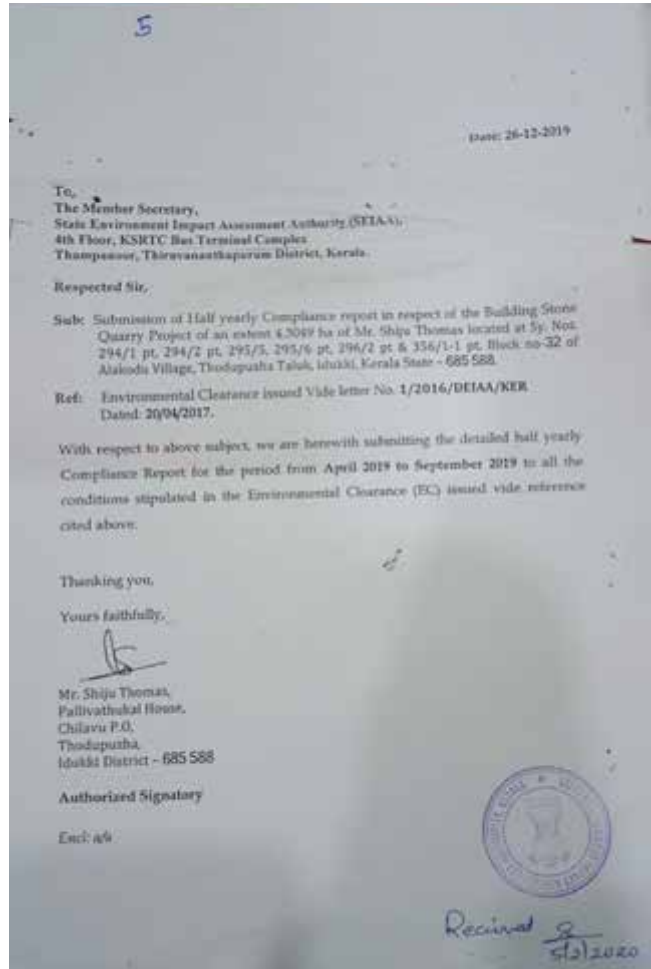 5
Date: 26-12-2019
To,
The Member Secretary,
State Environment Impact Assessment Authority (SEIAA),
4th Floor, KSRTC Bus Terminal Complex
Thampanoor, Thiruvananthapuram District, Kerala.
Respected Sir,
Sub: Submission of Half yearly Compliance report in respect of the Building Stone
Quarry Project of an extent 4.5049 ha of Mr. Shiju Thomas located at Sy. Nos.
294/1 pt, 294/2 pt, 295/5, 295/6 pt, 296/2 pt & 356/1-1 pt, Block no-32 of
Alakodu Village, Thodupusha Taluk, Idukki, Kerala State - 685 588.
Ref: Environmental Clearance issued Vide letter No. 1/2016/DEIAA/KER
Dated: 20/04/2017.
With respect to above subject, we are herewith submitting the detailed half yearly
Compliance Report for the period from April 2019 to September 2019 to all the
conditions stipulated in the Environmental Clearance (EC) issued vide reference
cited above.
Thanking you,
Yours faithfully,
Mr. Shiju Thomas,
Pallivathukal House,
Chilavu P.O,
Thodupusha,
Idukki District - 685 588
Authorized Signatory
Encl: a/a
Recived
5/2/2020